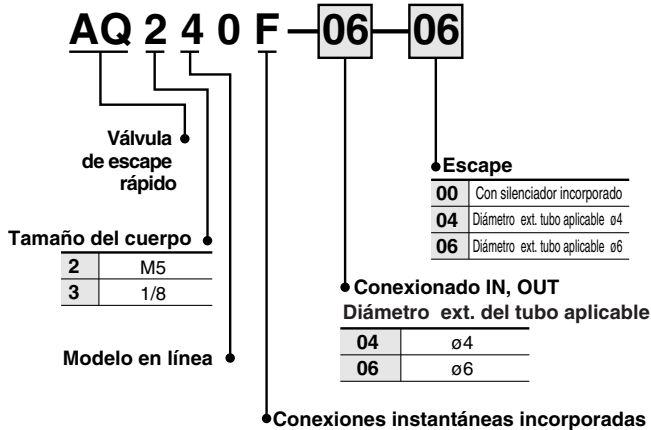 AQ 2 4 0 F — 06 — 06
Válvula
de escape
rápido
Escape
00 Con silenciador incorporado
04 Diámetro ext. tubo aplicable ø4
06 Diámetro ext. tubo aplicable ø6
Tamaño del cuerpo
2 M5
3 1/8
Conexionado IN, OUT
Diámetro ext. del tubo aplicable
04 ø4
06 ø6
Modelo en línea
Conexiones instantáneas incorporadas